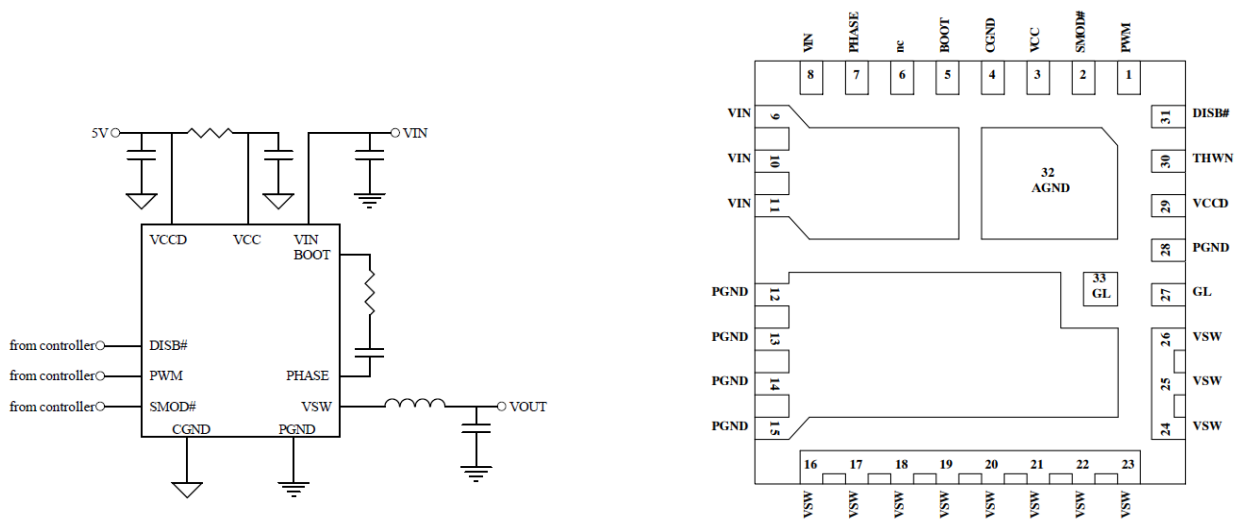 5V
VIN
VCCD VCC VIN
BOOT
from controller DISB#
from controller PWM PHASE
from controller SMOD# VSW VOUT
CGND PGND
VIN PHASE nc BOOT CGND VCC SMOD# PWM
8 7 6 5 4 3 2 1
VIN 9
VIN 10
VIN 11
31 DISB#
30 THWN
29 VCCD
28 PGND
27 GL
32
AGND
33
GL
PGND 12
PGND 13
PGND 14
PGND 15
26 VSW
25 VSW
24 VSW
16 17 18 19 20 21 22 23
VSW VSW VSW VSW VSW VSW VSW VSW